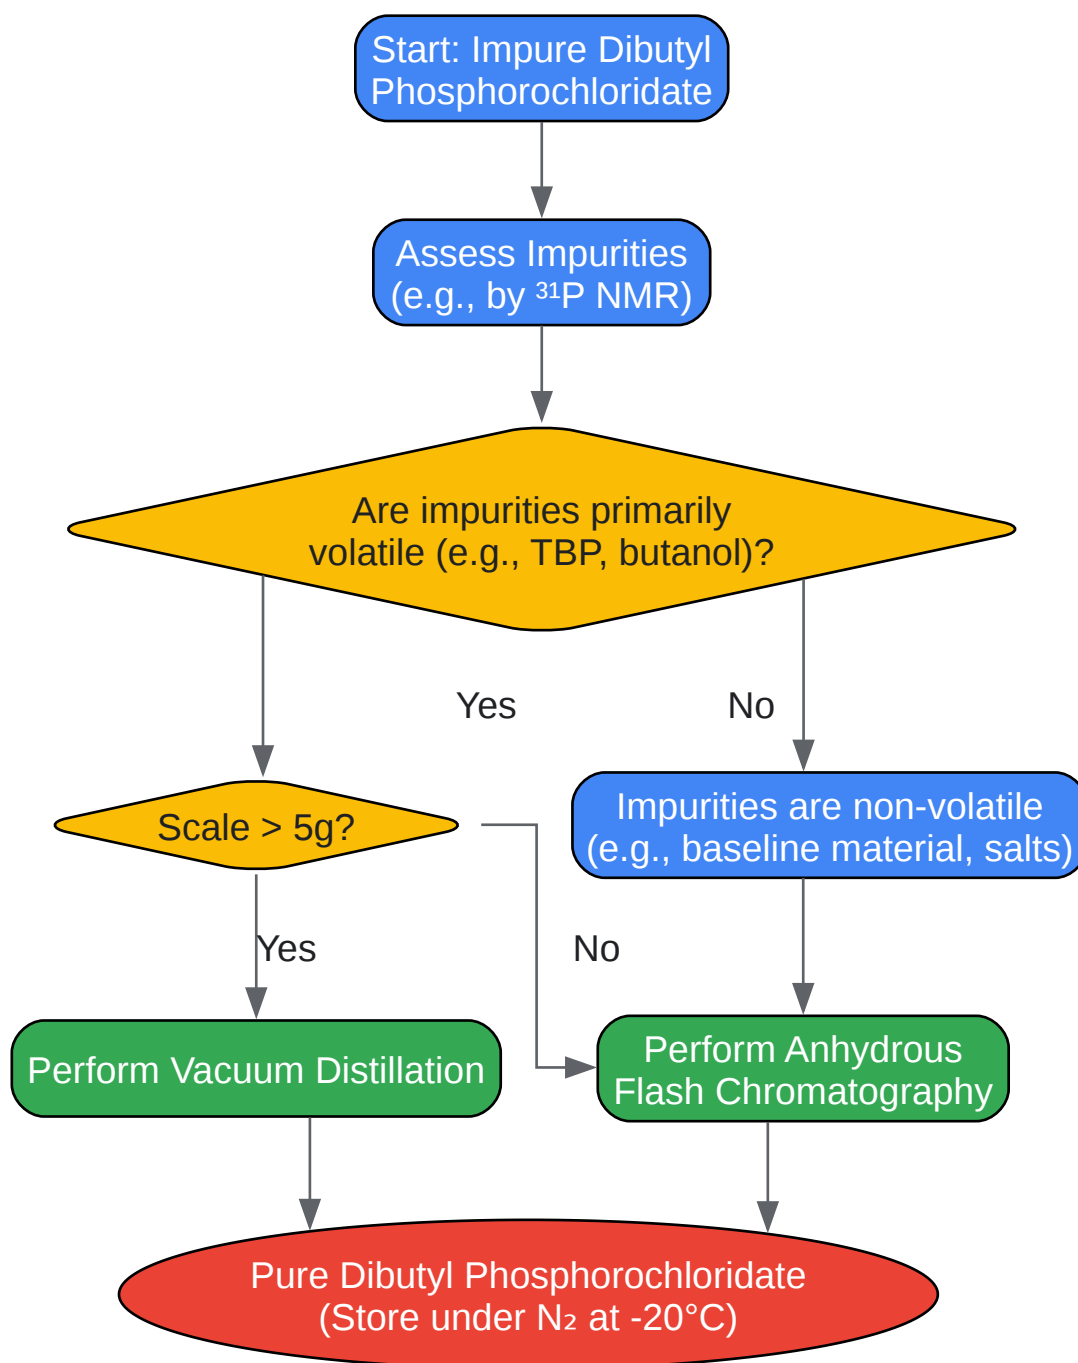 Start: Impure Dibutyl
Phosphorochloridate
Assess Impurities
(e.g., by ³¹P NMR)
Are impurities primarily
volatile (e.g., TBP, butanol)?
Yes
No
Scale > 5g?
Impurities are non-volatile
(e.g., baseline material, salts)
Yes
No
Perform Vacuum Distillation
Perform Anhydrous
Flash Chromatography
Pure Dibutyl Phosphorochloridate
(Store under N₂ at -20°C)